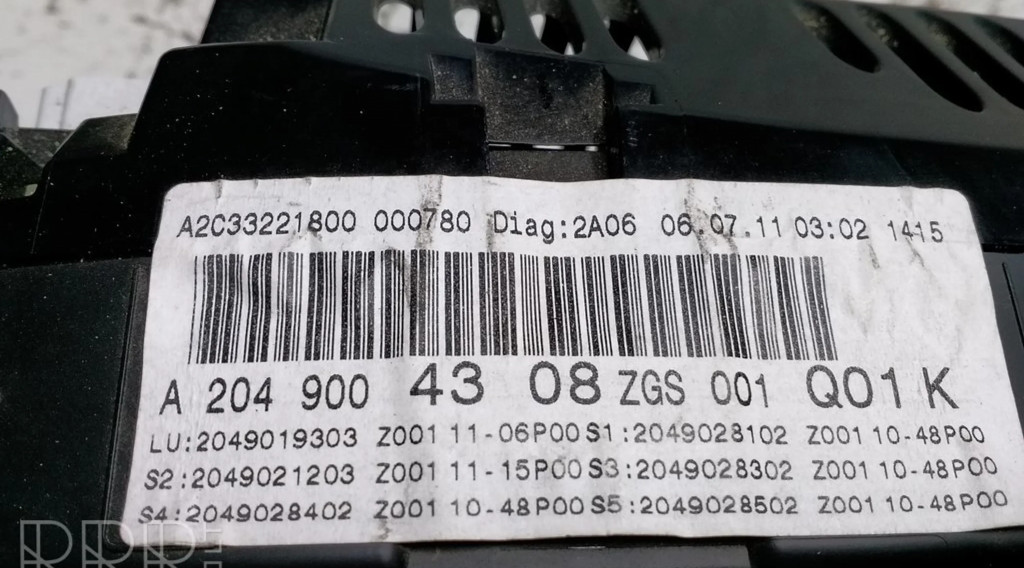 A2C33221800 000780 Diag:2A06 06.07.11 03:02 1415
A 204 900 43 08 ZGS 001 Q01 K
LU:2049019303 Z001 11-06P00 S1:2049028102 Z001 10-48P00
S2:2049021203 Z001 11-15P00 S3:2049028302 Z001 10-48P00
S4:2049028402 Z001 10-48P00 S5:2049028502 Z001 10-48P00